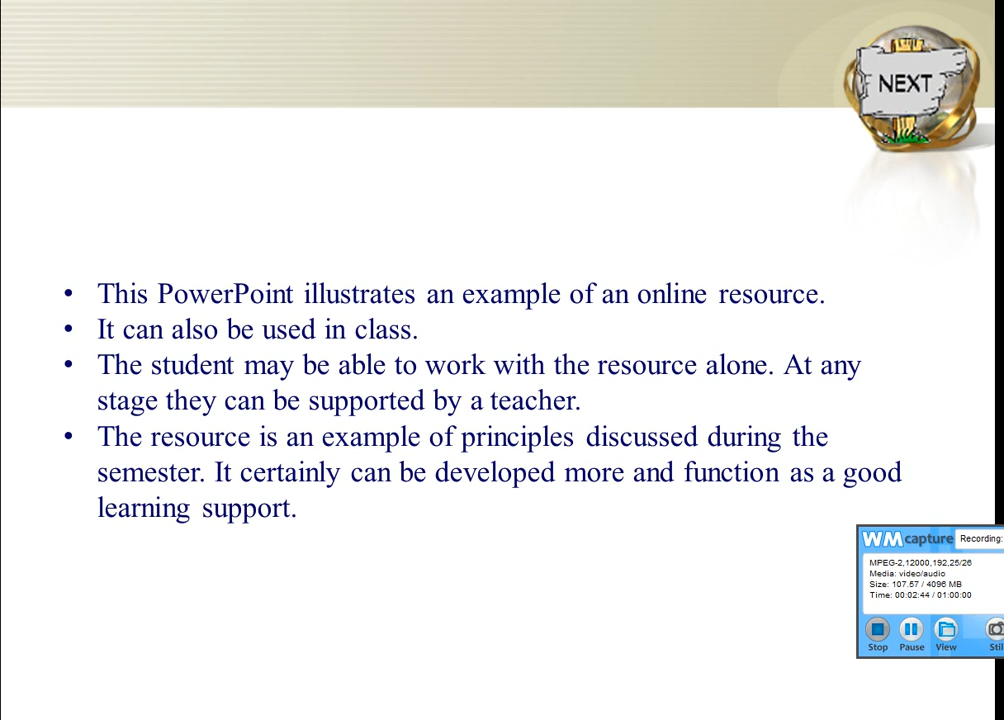 NEXT
• This PowerPoint illustrates an example of an online resource.
• It can also be used in class.
• The student may be able to work with the resource alone. At any
stage they can be supported by a teacher.
• The resource is an example of principles discussed during the
semester. It certainly can be developed more and function as a good
learning support.
WM capture Recording:
MPEG-2,12000,192,25/26
Media: video/audio
Size: 107.57 / 4096 MB
Time: 00:02:44 / 01:00:00
Stop Pause View Still